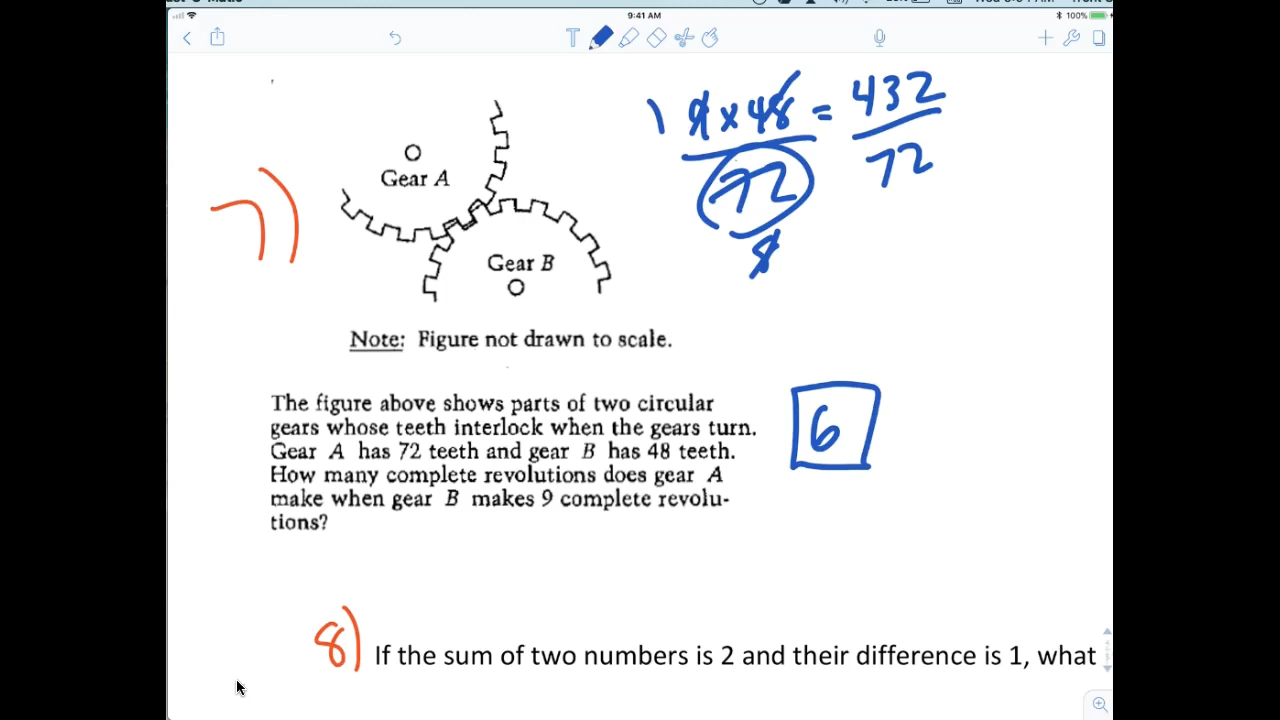 9:41 AM
100%
T
7)
Gear A
Gear B
1 9 x 48 = 432
72 72
8
Note: Figure not drawn to scale.
The figure above shows parts of two circular
gears whose teeth interlock when the gears turn.
Gear A has 72 teeth and gear B has 48 teeth.
How many complete revolutions does gear A
make when gear B makes 9 complete revolu-
tions?
6
8) If the sum of two numbers is 2 and their difference is 1, what